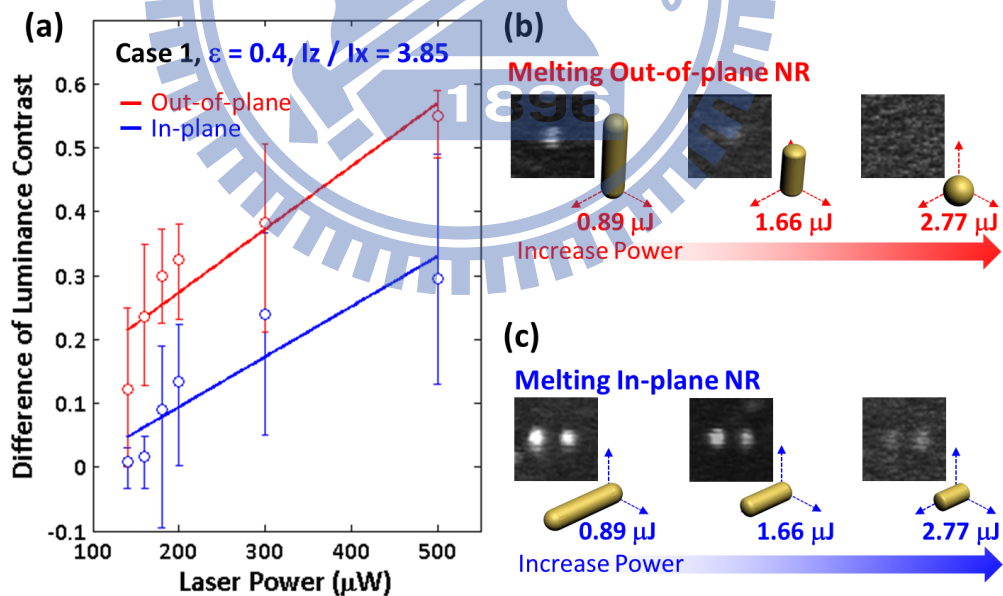 (a)
Case 1, ε = 0.4, Iz / Ix = 3.85
Out-of-plane
In-plane
Difference of Luminance Contrast
0.6
0.5
0.4
0.3
0.2
0.1
0
-0.1
100
200
300
400
500
Laser Power (μW)
1896
(b)
Melting Out-of-plane NR
0.89 μJ
1.66 μJ
2.77 μJ
Increase Power
(c)
Melting In-plane NR
0.89 μJ
1.66 μJ
2.77 μJ
Increase Power